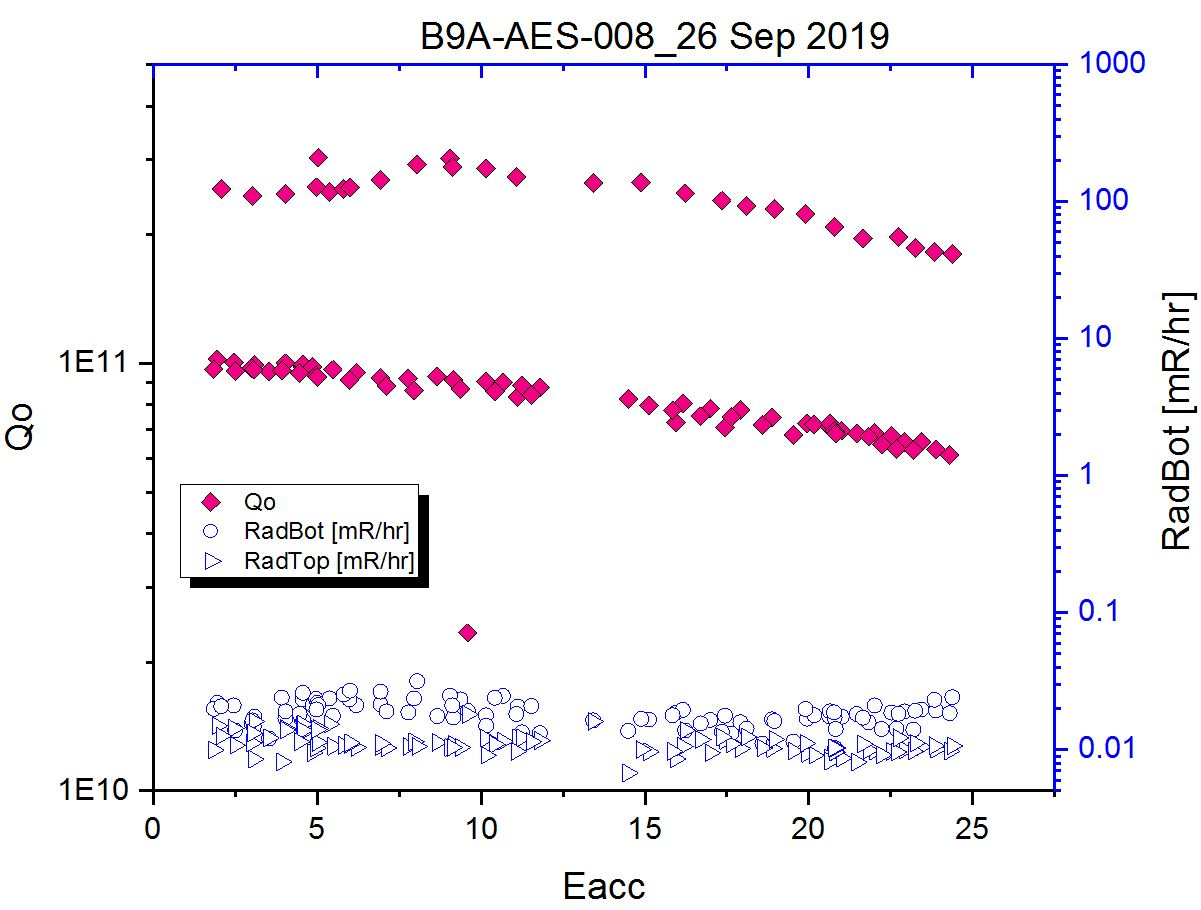 B9A-AES-008_26 Sep 2019
1000
100
1E11
10
Qo
RadBot [mR/hr]
1
Qo
RadBot [mR/hr]
RadTop [mR/hr]
0.1
0.01
1E10
0 5 10 15 20 25
Eacc